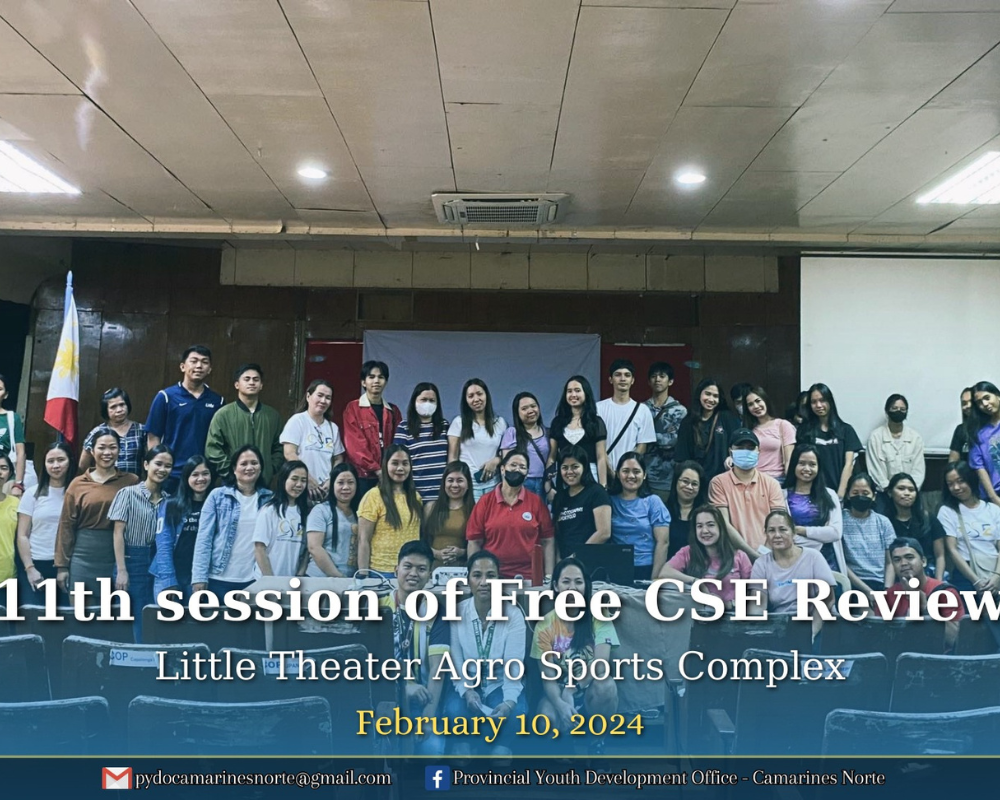 11th session of Free CSE Review
Little Theater Agro Sports Complex
February 10, 2024
pydocamarinesnorte@gmail.com
Provincial Youth Development Office - Camarines Norte